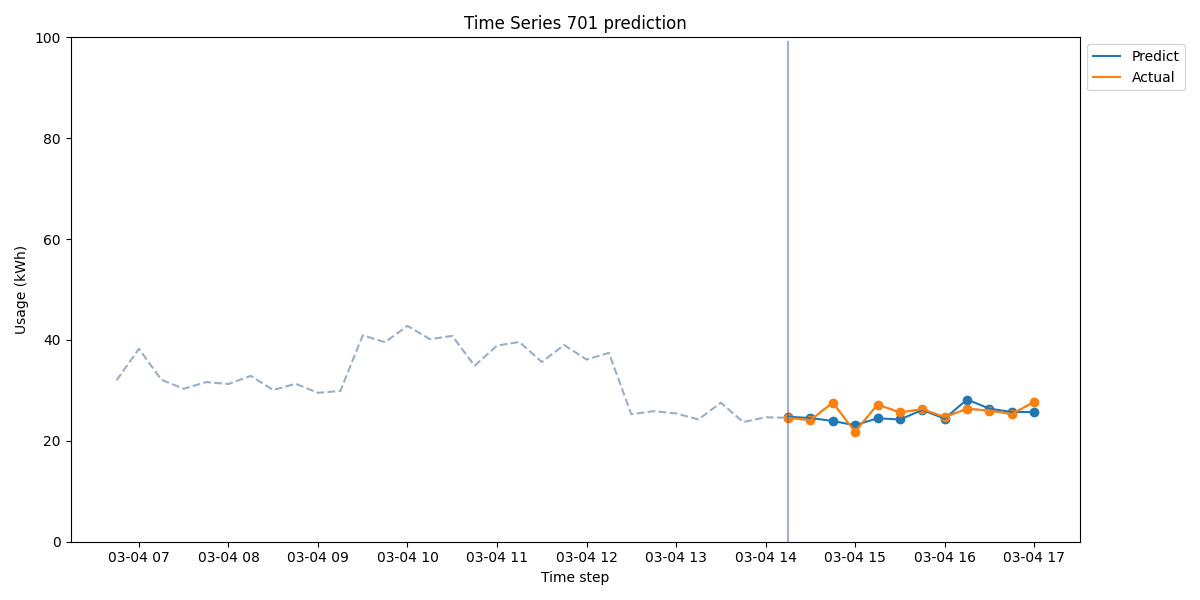 Time Series 701 prediction
100
80
60
40
20
0
Usage (kWh)
03-04 07 03-04 08 03-04 09 03-04 10 03-04 11 03-04 12 03-04 13 03-04 14 03-04 15 03-04 16 03-04 17
Time step
Predict
Actual